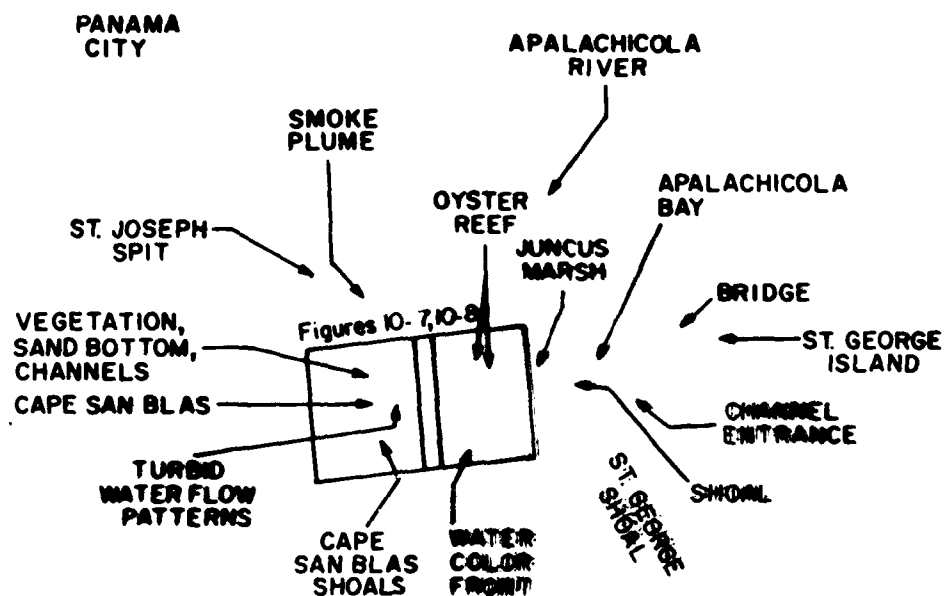 PANAMA
CITY
APALACHICOLA
RIVER
SMOKE
PLUME
APALACHICOLA
BAY
OYSTER
REEF
ST. JOSEPH
SPIT
JUNCUS
MARSH
BRIDGE
Figures 10-7,10-8
VEGETATION,
SAND BOTTOM,
CHANNELS
ST. GEORGE
ISLAND
CAPE SAN BLAS
CHANNEL
ENTRANCE
TURBID
WATER FLOW
PATTERNS
SHOAL
ST. GEORGE
SHOAL
CAPE
SAN BLAS
SHOALS
WATER
COLOR
FRONT